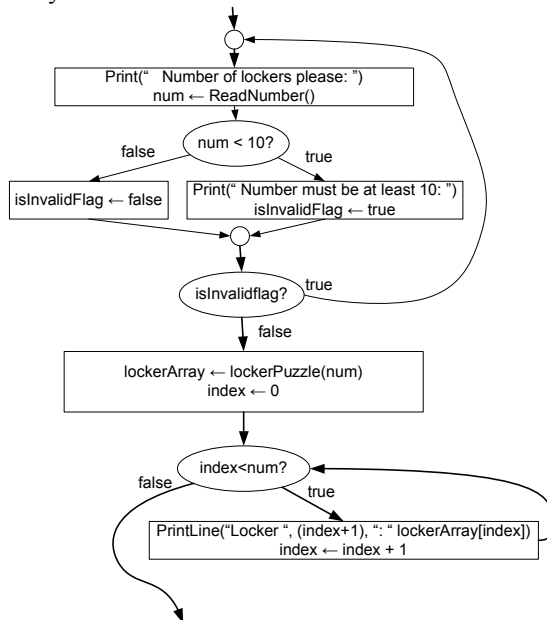 Print(“ Number of lockers please: ”)
num ← ReadNumber()
num < 10?
false
true
isInvalidFlag ← false
Print(“ Number must be at least 10: ”)
isInvalidFlag ← true
isInvalidflag?
true
false
lockerArray ← lockerPuzzle(num)
index ← 0
index<num?
false
true
PrintLine(“Locker “, (index+1), “: “ lockerArray[index])
index ← index + 1